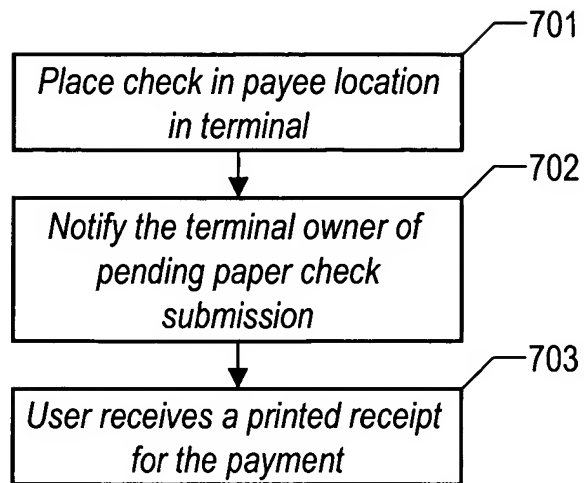 701
Place check in payee location
in terminal
702
Notify the terminal owner of
pending paper check
submission
703
User receives a printed receipt
for the payment